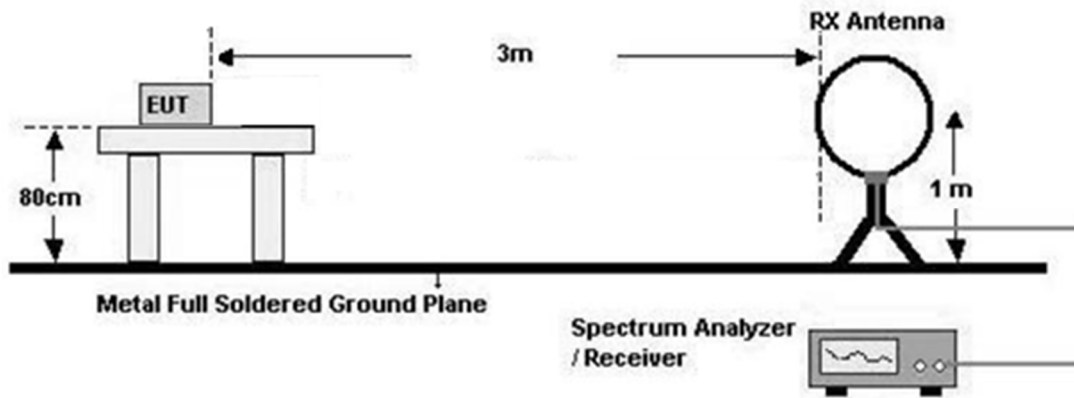 RX Antenna
3m
EUT
80cm
1 m
Metal Full Soldered Ground Plane
Spectrum Analyzer
/ Receiver